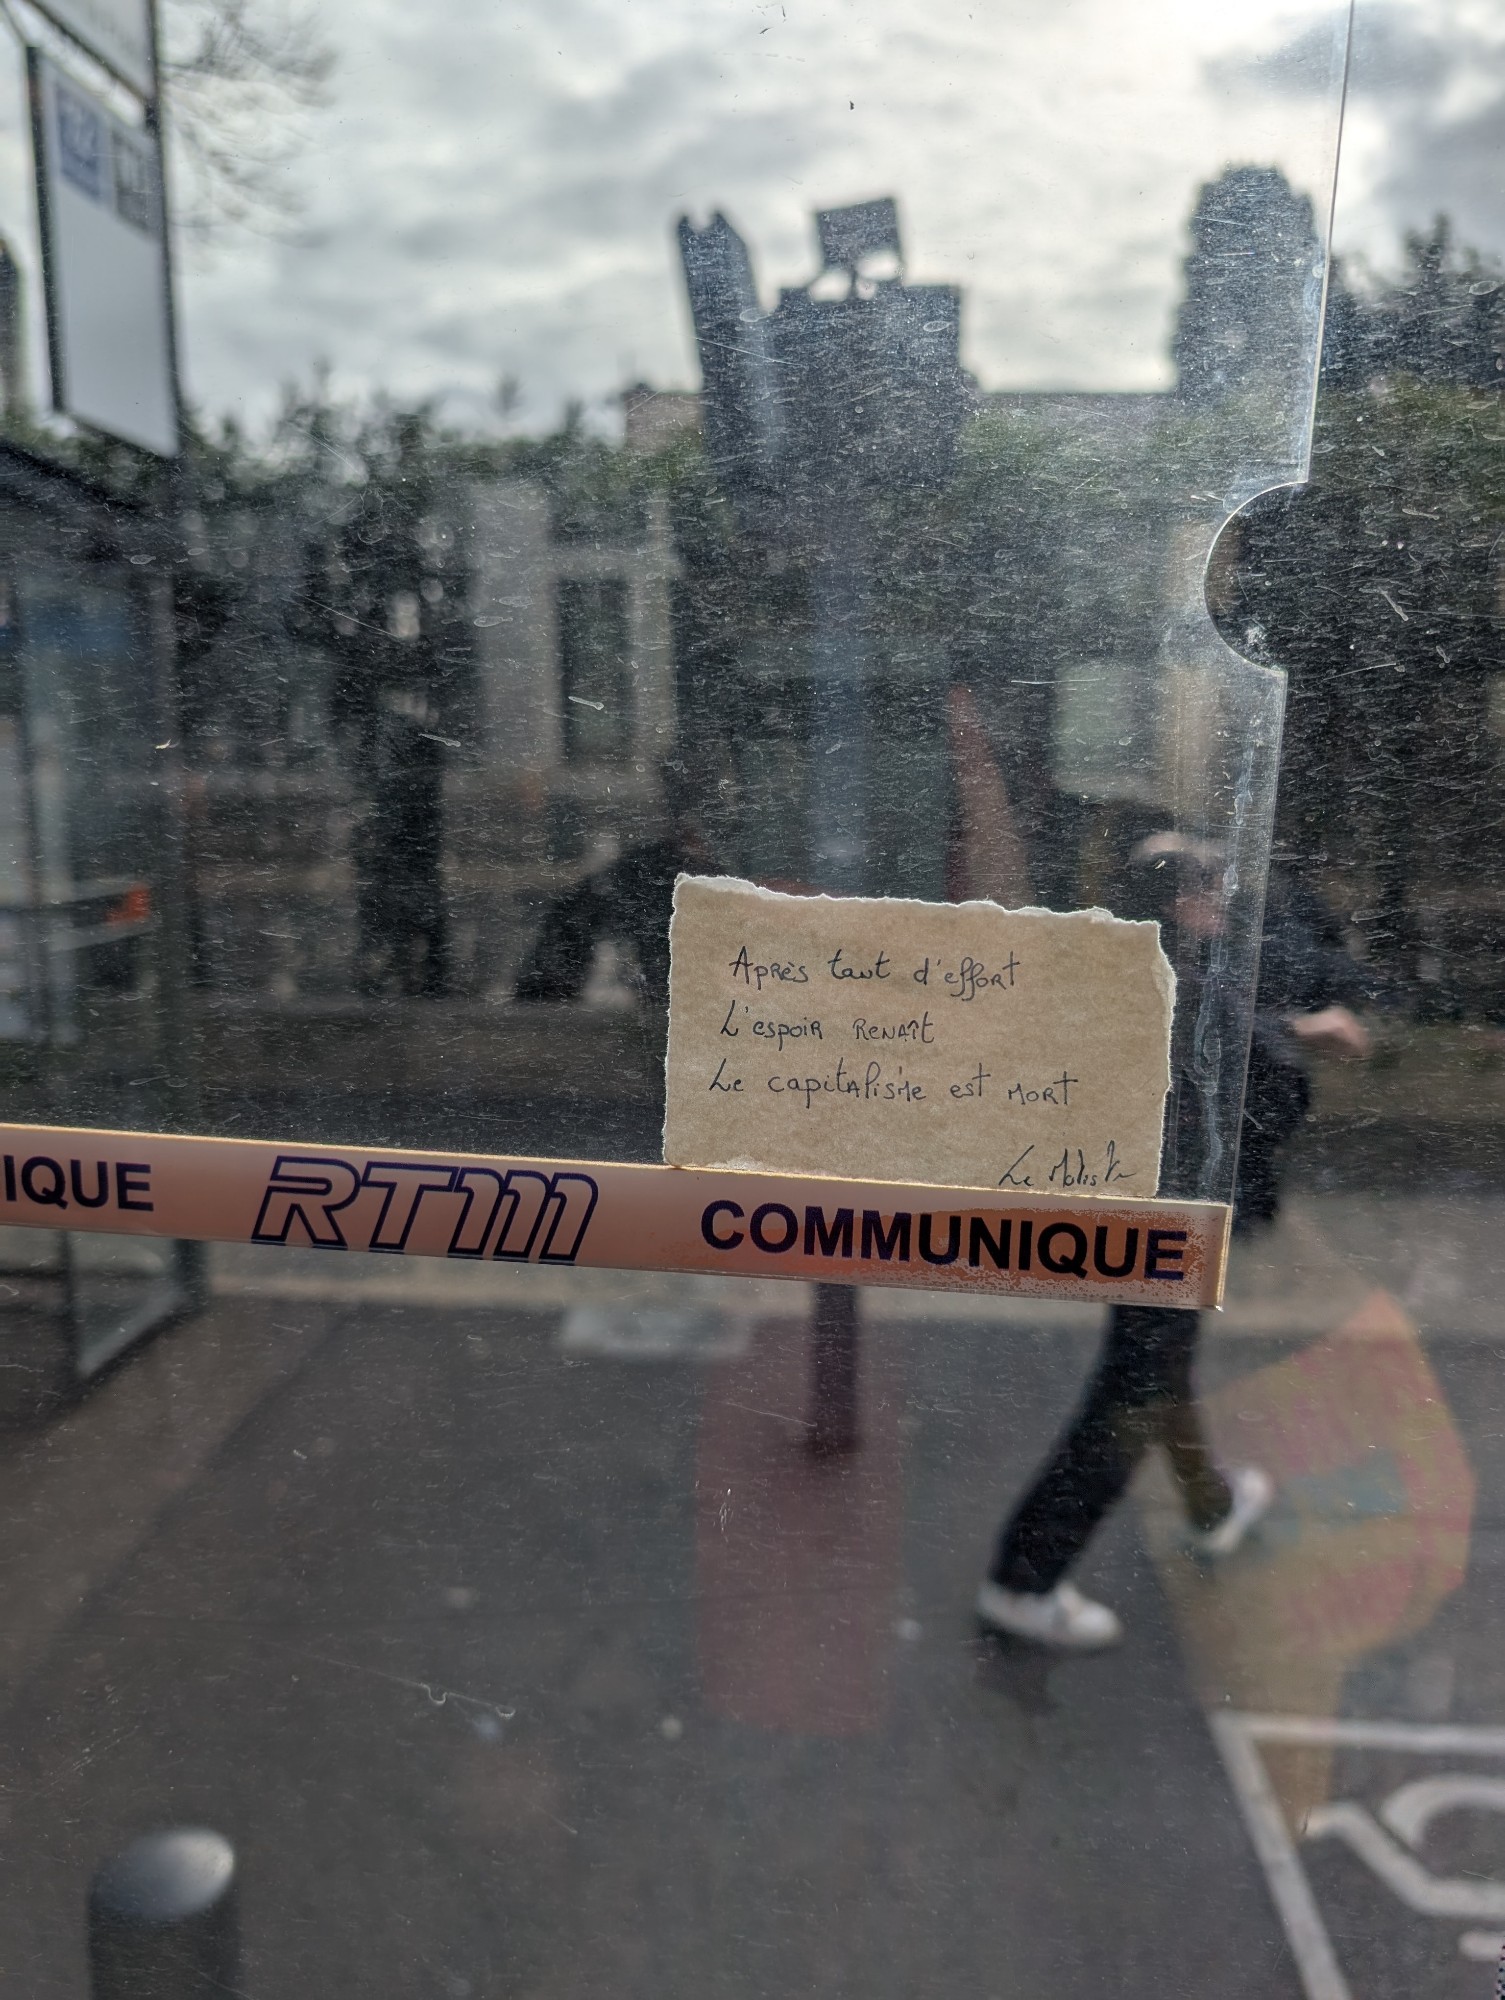 Après tant d'effort
L'espoir renaît
Le capitalisme est mort
IQUE RTM COMMUNIQUE